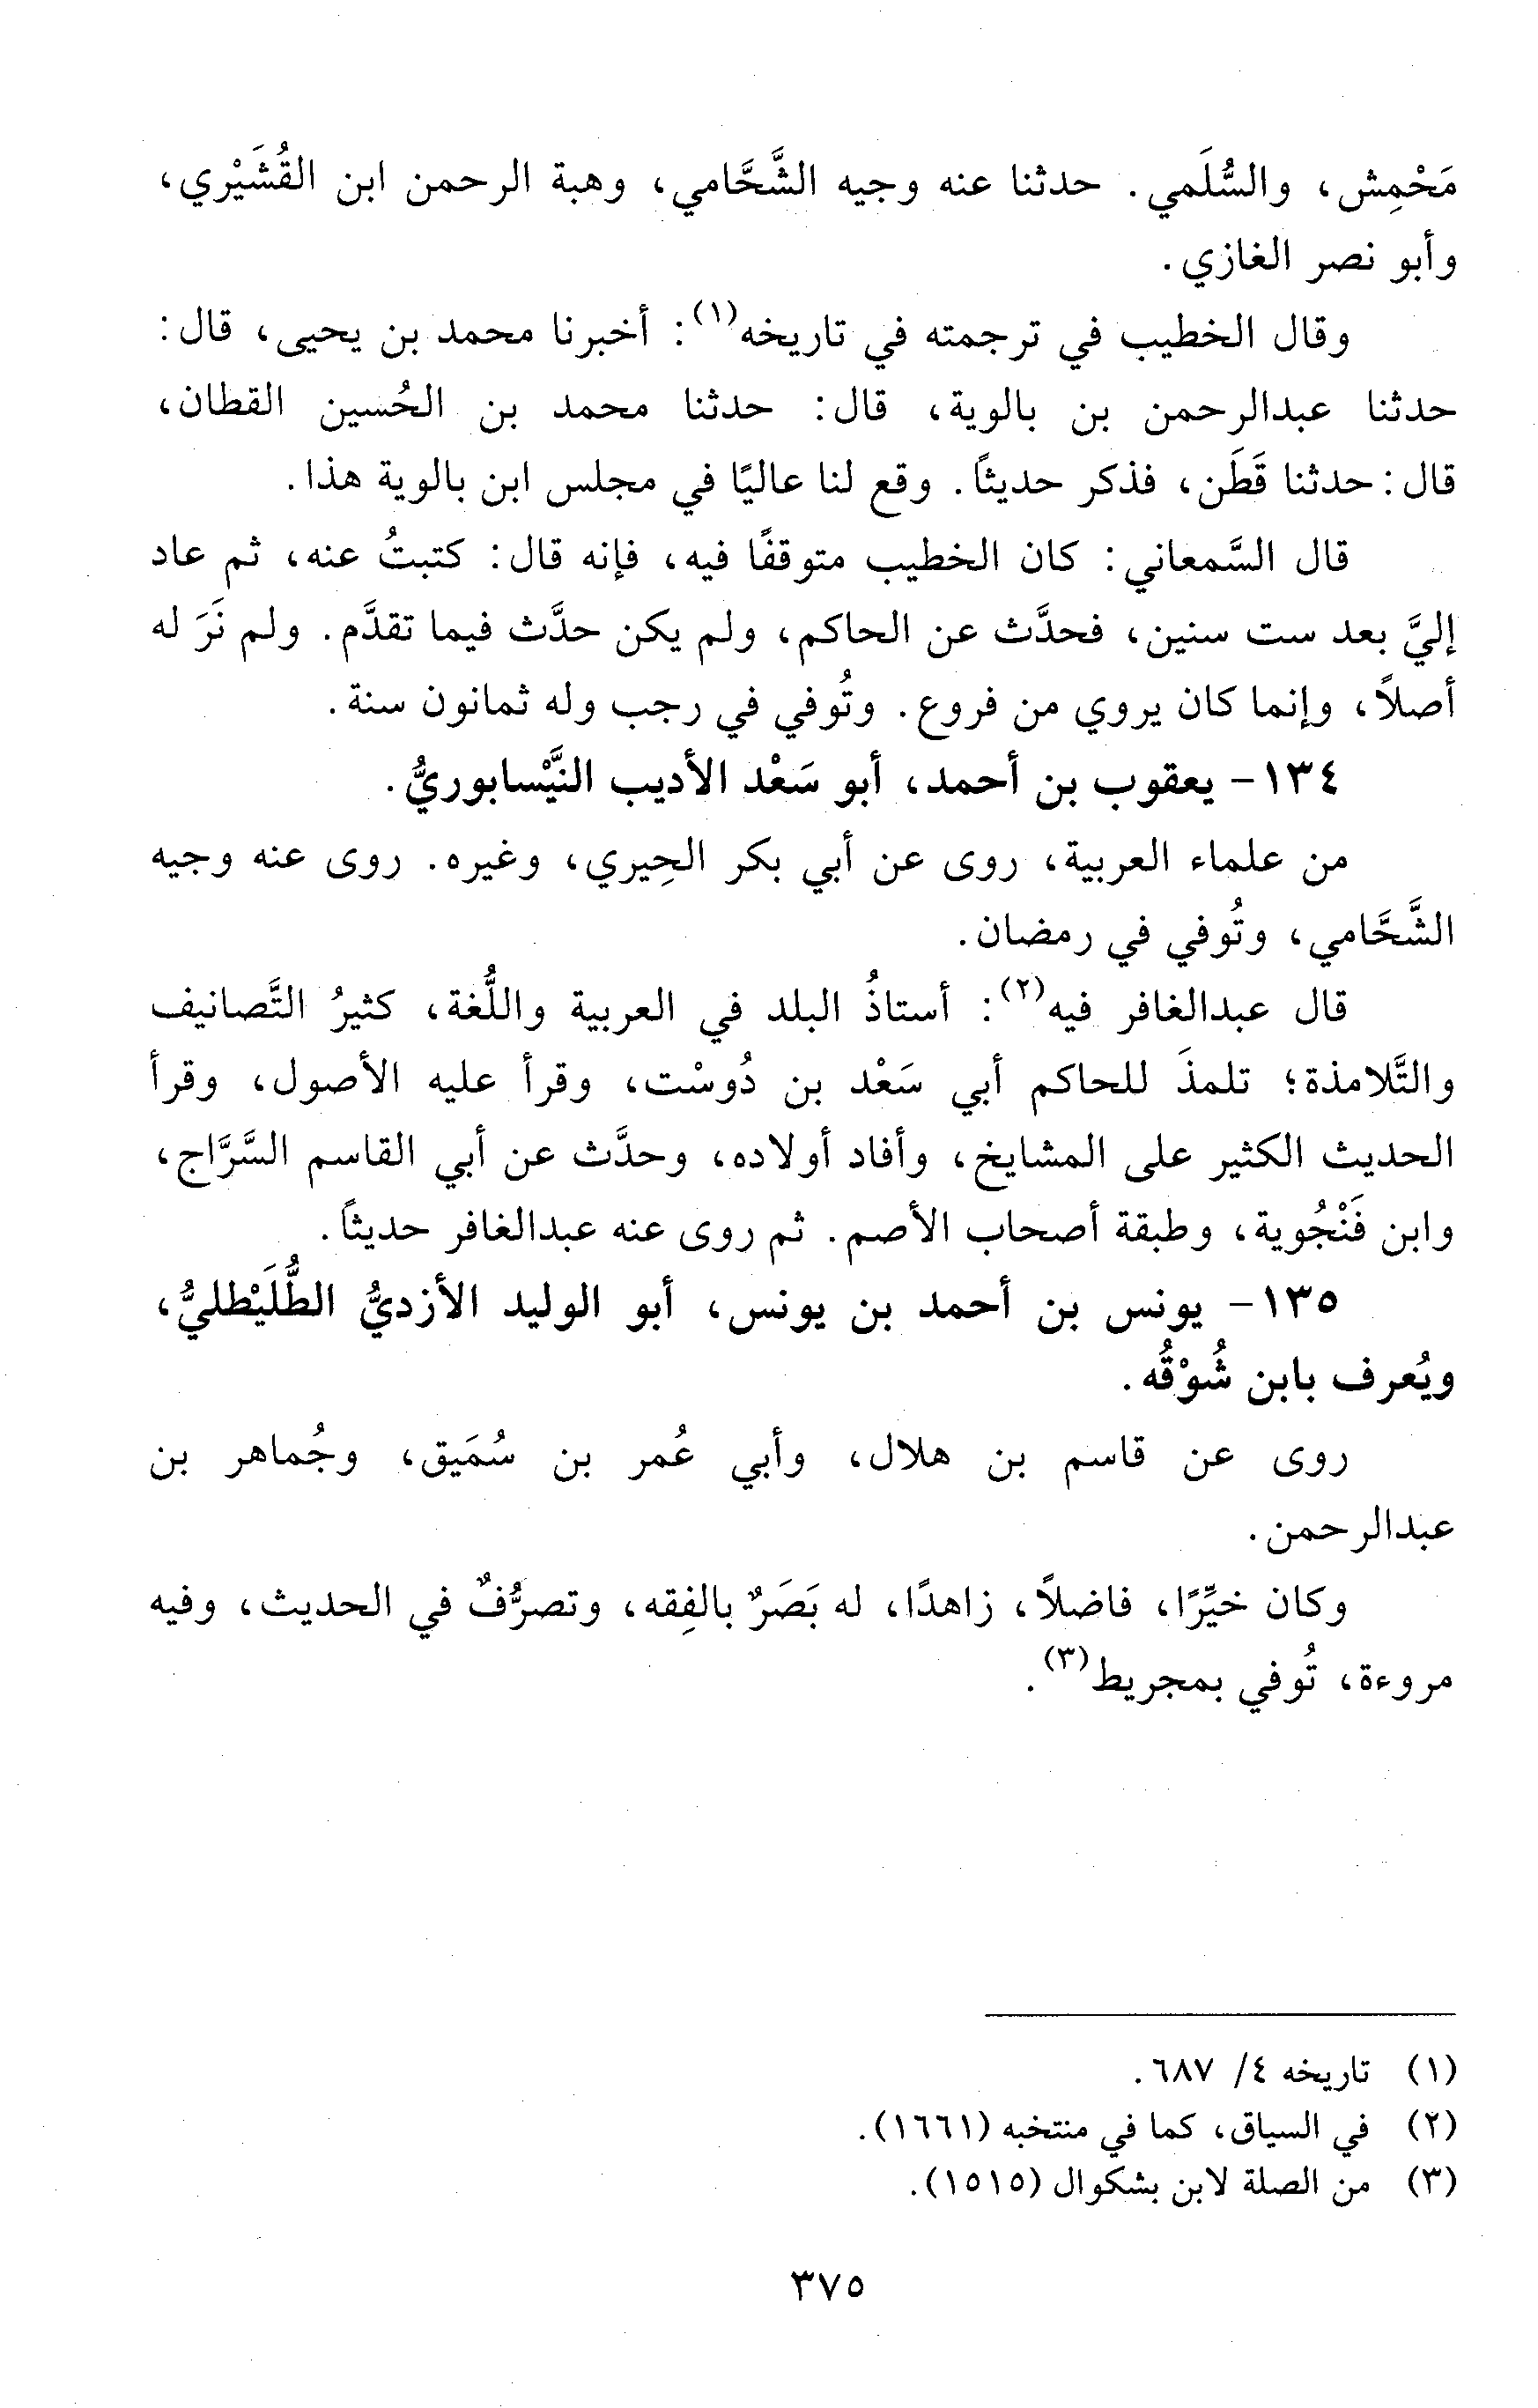 مَحْمِش، والسُّلَمي. حدثنا عنه وجيه الشَّحَّامي، وهبة الرحمن ابن القُشَيْري،
وأبو نصر الغازي.
وقال الخطيب في ترجمته في تاريخه(١): أخبرنا محمد بن يحيى، قال:
حدثنا عبدالرحمن بن بالوية، قال: حدثنا محمد بن الحُسين القطان،
قال: حدثنا قَطَن، فذكر حديثًا. وقع لنا عاليًا في مجلس ابن بالوية هذا.
قال السَّمعاني: كان الخطيب متوقفًا فيه، فإنه قال: كتبتُ عنه، ثم عاد
إليَّ بعد ست سنين، فحدَّث عن الحاكم، ولم يكن حدَّث فيما تقدَّم. ولم نَرَ له
أصلاً، وإنما كان يروي من فروع. وتُوفي في رجب وله ثمانون سنة.
١٣٤- يعقوب بن أحمد، أبو سَعْد الأديب النَّيْسابوريُّ.
من علماء العربية، روى عن أبي بكر الحِيري، وغيره. روى عنه وجيه
الشَّحَّامي، وتُوفي في رمضان.
قال عبدالغافر فيه(٢): أستاذُ البلد في العربية واللُّغة، كثيرُ التَّصانيف
والتَّلامذة؛ تلمذَ للحاكم أبي سَعْد بن دُوسْت، وقرأ عليه الأصول، وقرأ
الحديث الكثير على المشايخ، وأفاد أولاده، وحدَّث عن أبي القاسم السَّرَّاج،
وابن فَنْجُوية، وطبقة أصحاب الأصم. ثم روى عنه عبدالغافر حديثًا.
١٣٥- يونس بن أحمد بن يونس، أبو الوليد الأزديُّ الطُّلَيْطليُّ،
ويُعرف بابن شُوْقُه.
روى عن قاسم بن هلال، وأبي عُمر بن سُمَيق، وجُماهر بن
عبدالرحمن.
وكان خيِّرًا، فاضلاً، زاهدًا، له بَصَرٌ بالفِقه، وتصرُّفٌ في الحديث، وفيه
مروءة، تُوفي بمجريط(٣).
(١) تاريخه ٤/ ٦٨٧.
(٢) في السياق، كما في منتخبه (١٦٦١).
(٣) من الصلة لابن بشكوال (١٥١٥).
٣٧٥